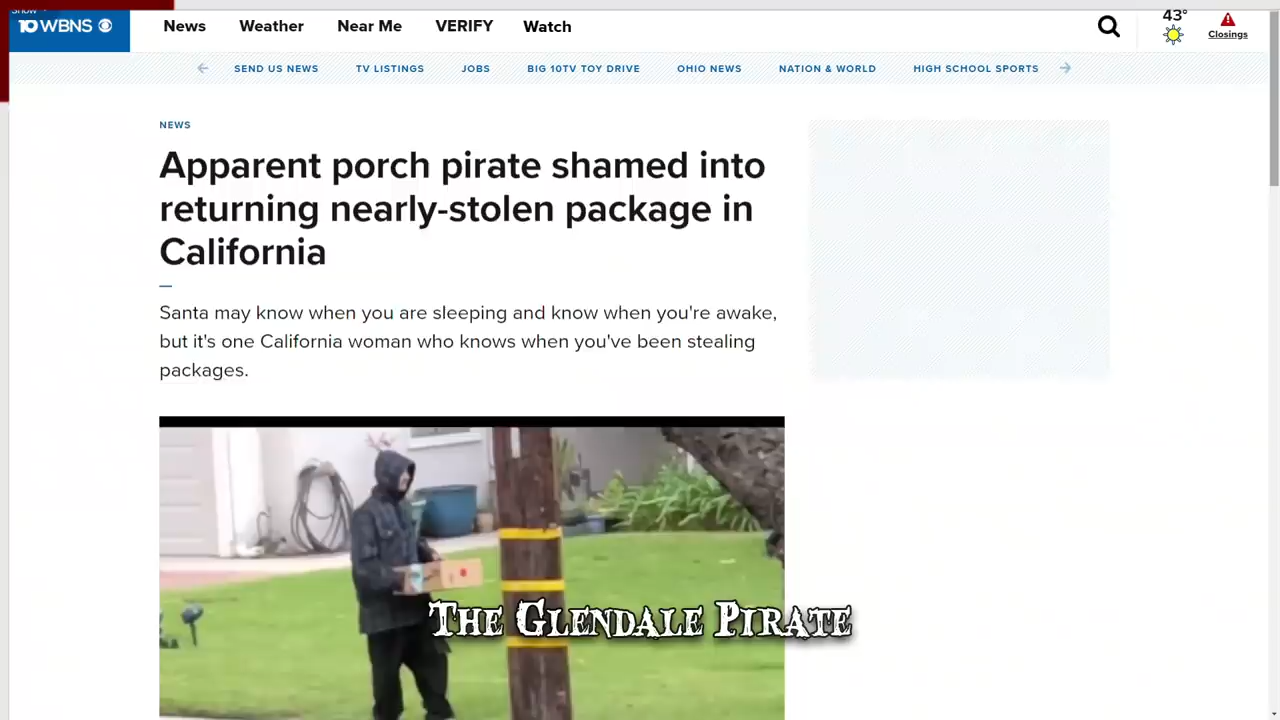 Show
10 WBNS
News
Weather
Near Me
VERIFY
Watch
43°
Closings
SEND US NEWS
TV LISTINGS
JOBS
BIG 10TV TOY DRIVE
OHIO NEWS
NATION & WORLD
HIGH SCHOOL SPORTS
NEWS
Apparent porch pirate shamed into
returning nearly-stolen package in
California
Santa may know when you are sleeping and know when you're awake,
but it's one California woman who knows when you've been stealing
packages.
The Glendale Pirate